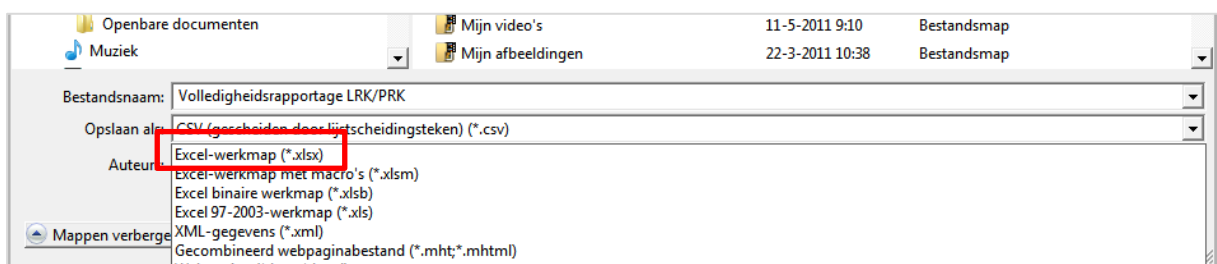 Openbare documenten
Muziek
Mijn video's 11-5-2011 9:10 Bestandsmap
Mijn afbeeldingen 22-3-2011 10:38 Bestandsmap
Bestandsnaam: Volledigheidsrapportage LRK/PRK
Opslaan als: CSV (gescheiden door lijstscheidingsteken) (*.csv)
Auteurs:
Excel-werkmap (*.xlsx)
Excel-werkmap met macro's (*.xlsm)
Excel binaire werkmap (*.xlsb)
Excel 97-2003-werkmap (*.xls)
XML-gegevens (*.xml)
Gecombineerd webpaginabestand (*.mht;*.mhtml)
Mappen verberge